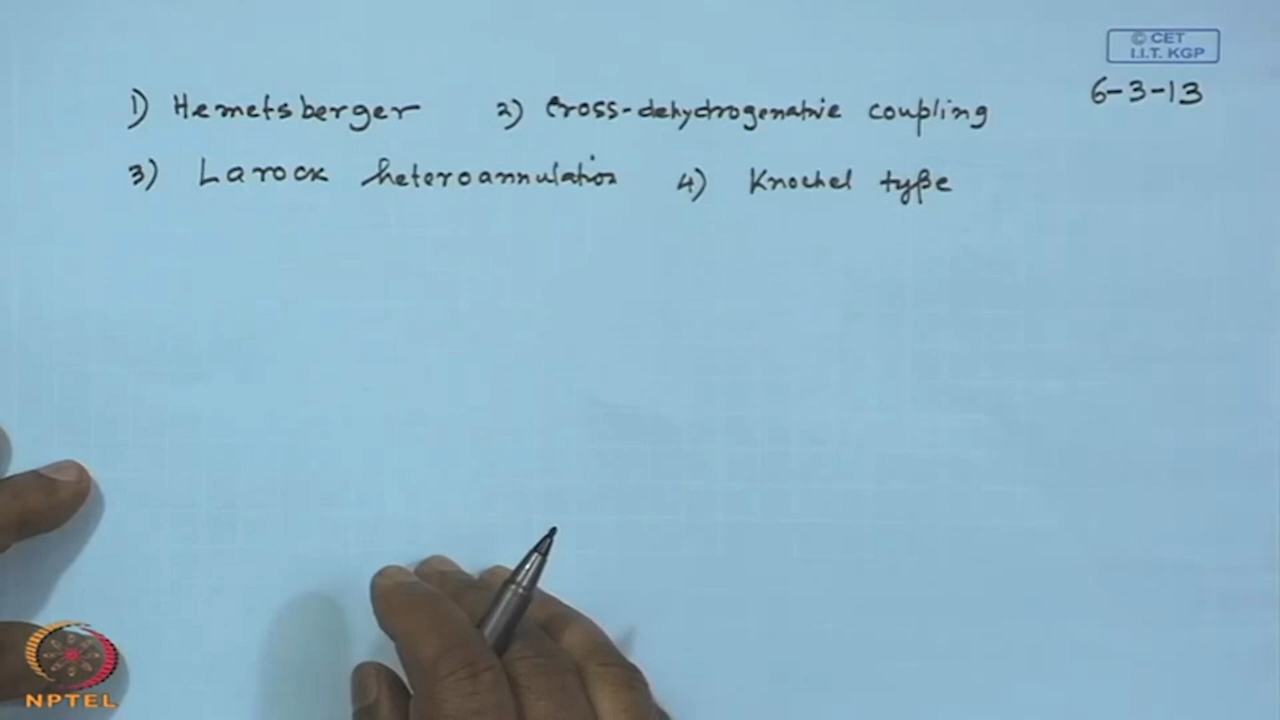 © CET
I.I.T. KGP
6-3-13
1) Hemetsberger 2) Cross-dehydrogenative coupling
3) Larock heteroannulation 4) Knochel type
NPTEL